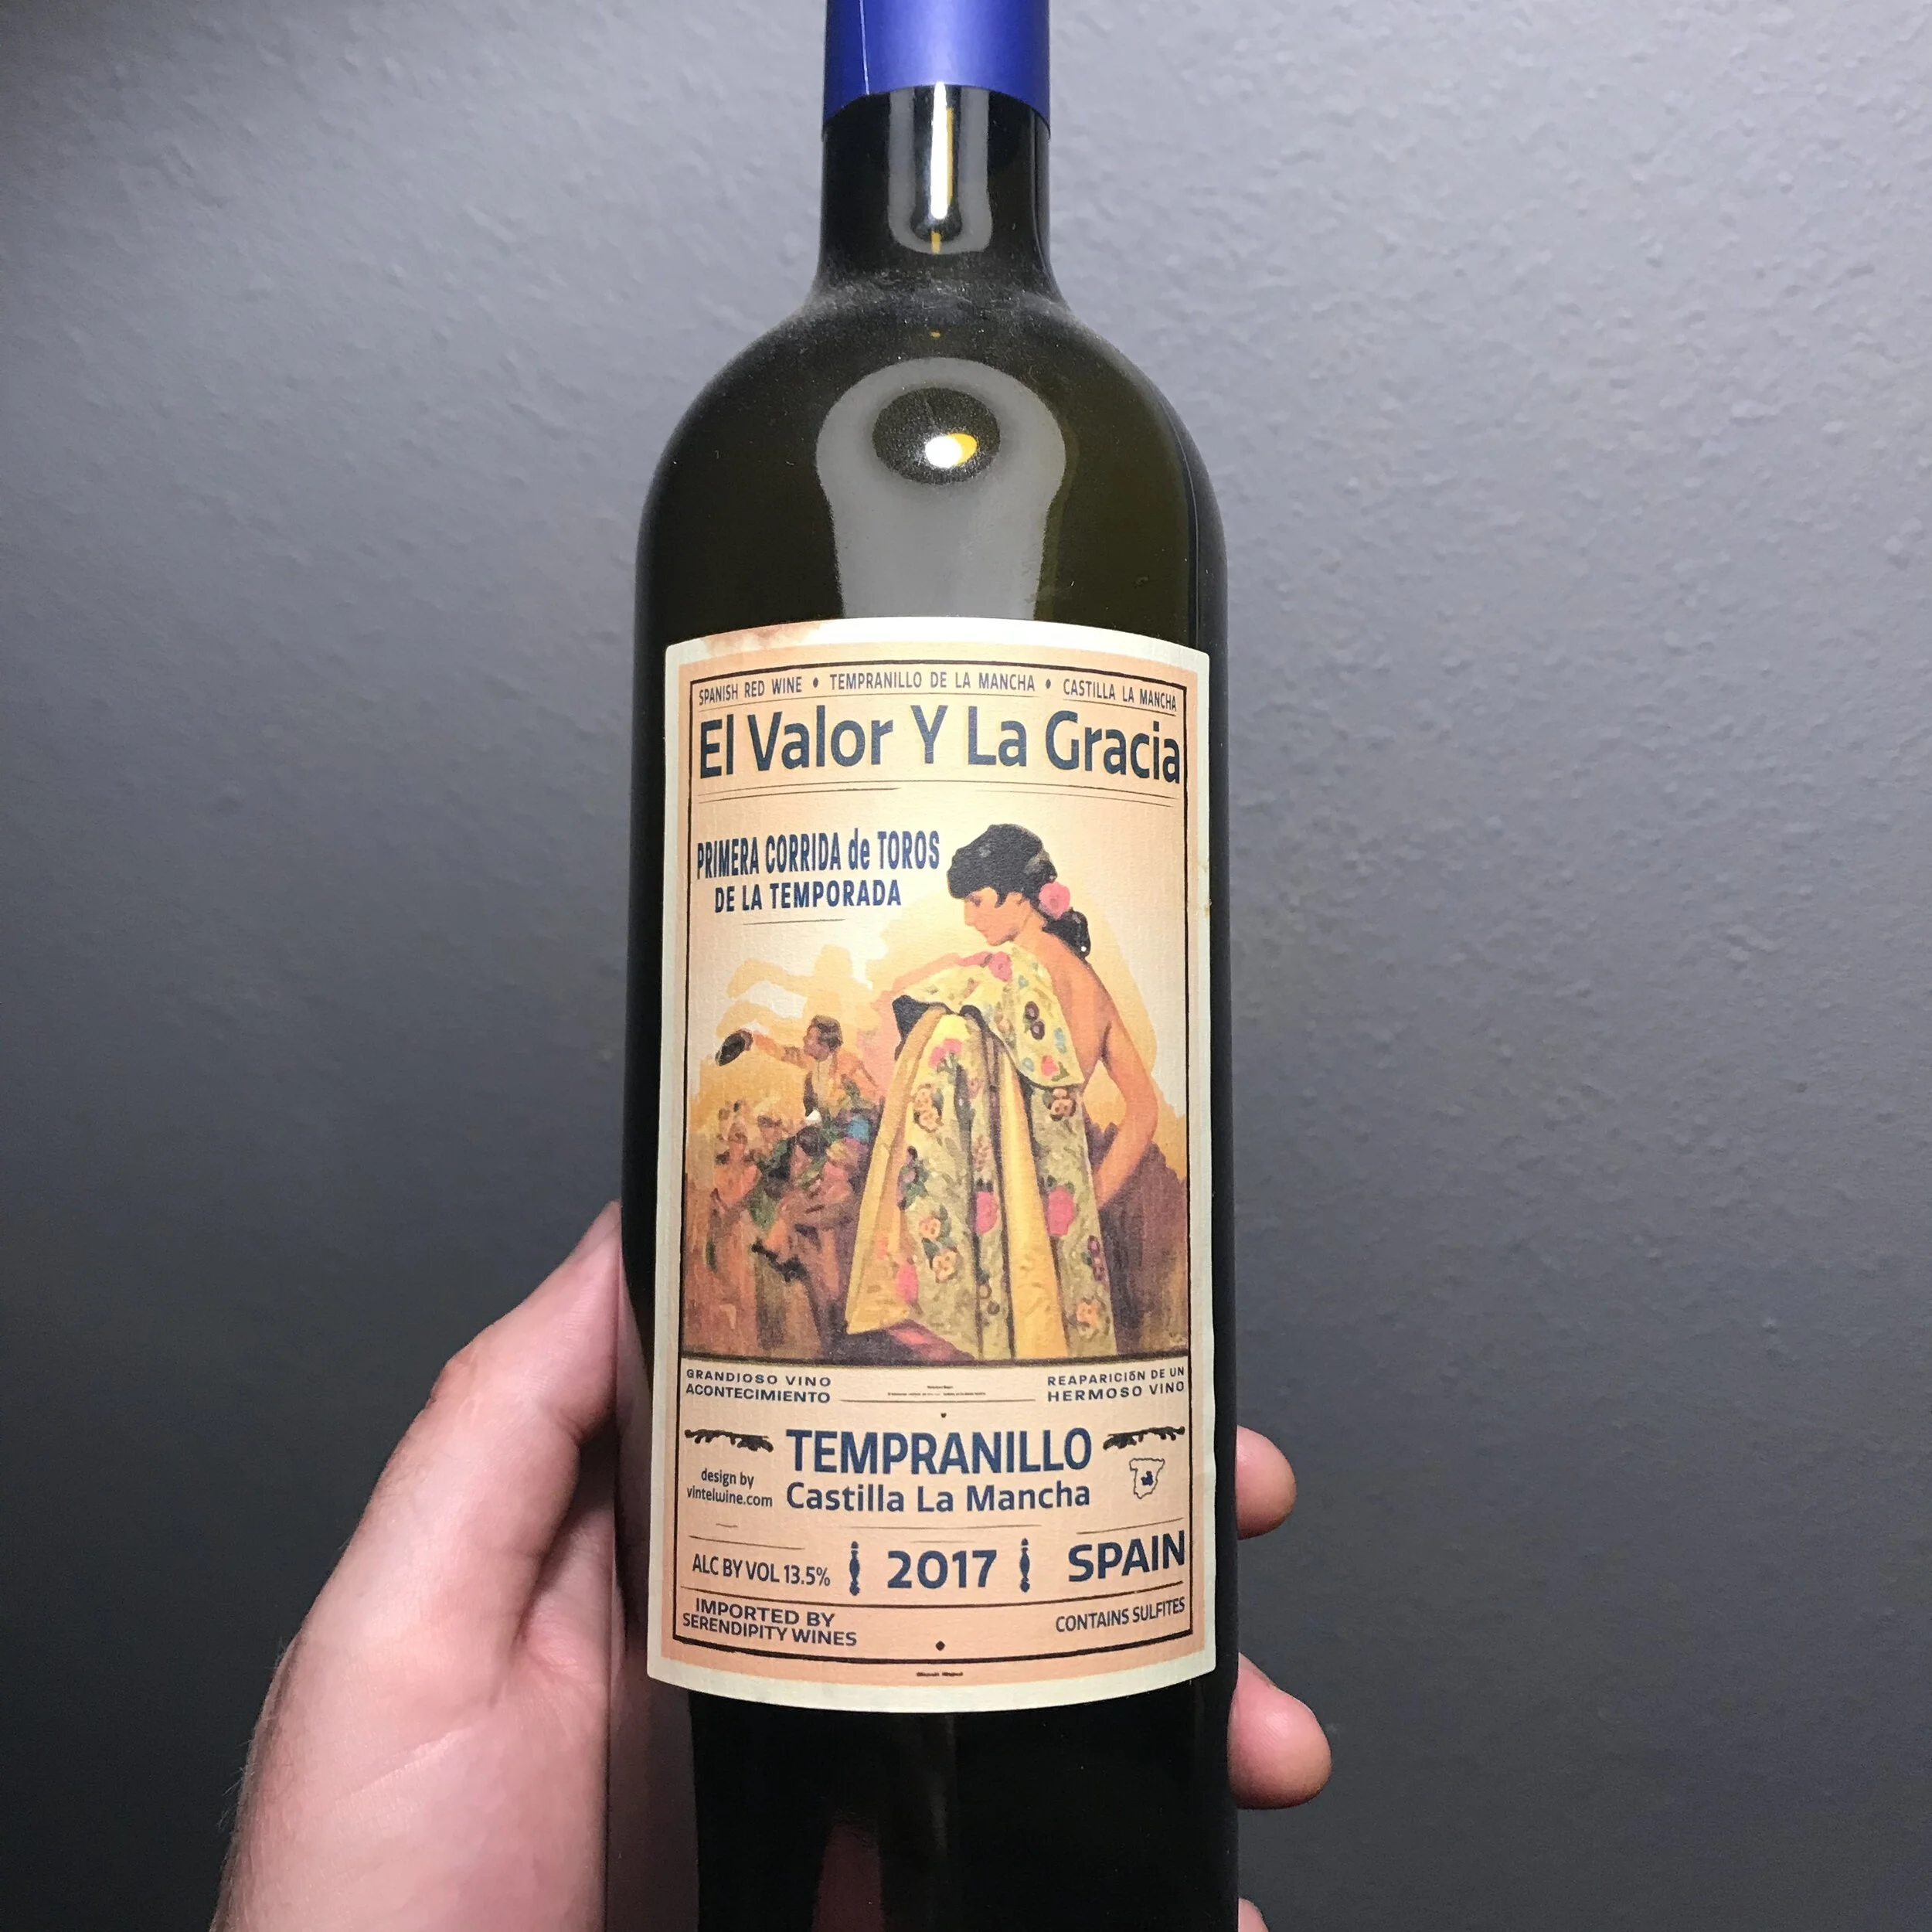 SPANISH RED WINE • TEMPRANILLO DE LA MANCHA • CASTILLA LA MANCHA
El Valor Y La Gracia
PRIMERA CORRIDA de TOROS
DE LA TEMPORADA
GRANDIOSO VINO
ACONTECIMIENTO
REAPARICIÓN DE UN
HERMOSO VINO
TEMPRANILLO
design by
vintelwine.com
Castilla La Mancha
ALC BY VOL 13.5%
2017
SPAIN
IMPORTED BY
SERENDIPITY WINES
CONTAINS SULFITES